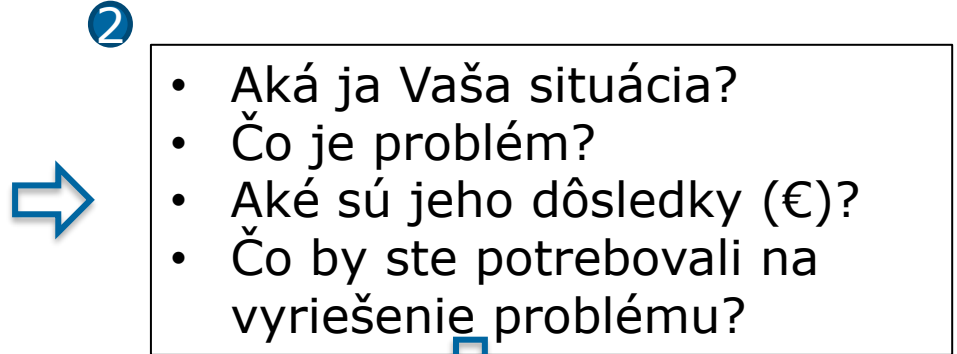 2
• Aká ja Vaša situácia?
• Čo je problém?
• Aké sú jeho dôsledky (€)?
• Čo by ste potrebovali na
vyriešenie problému?